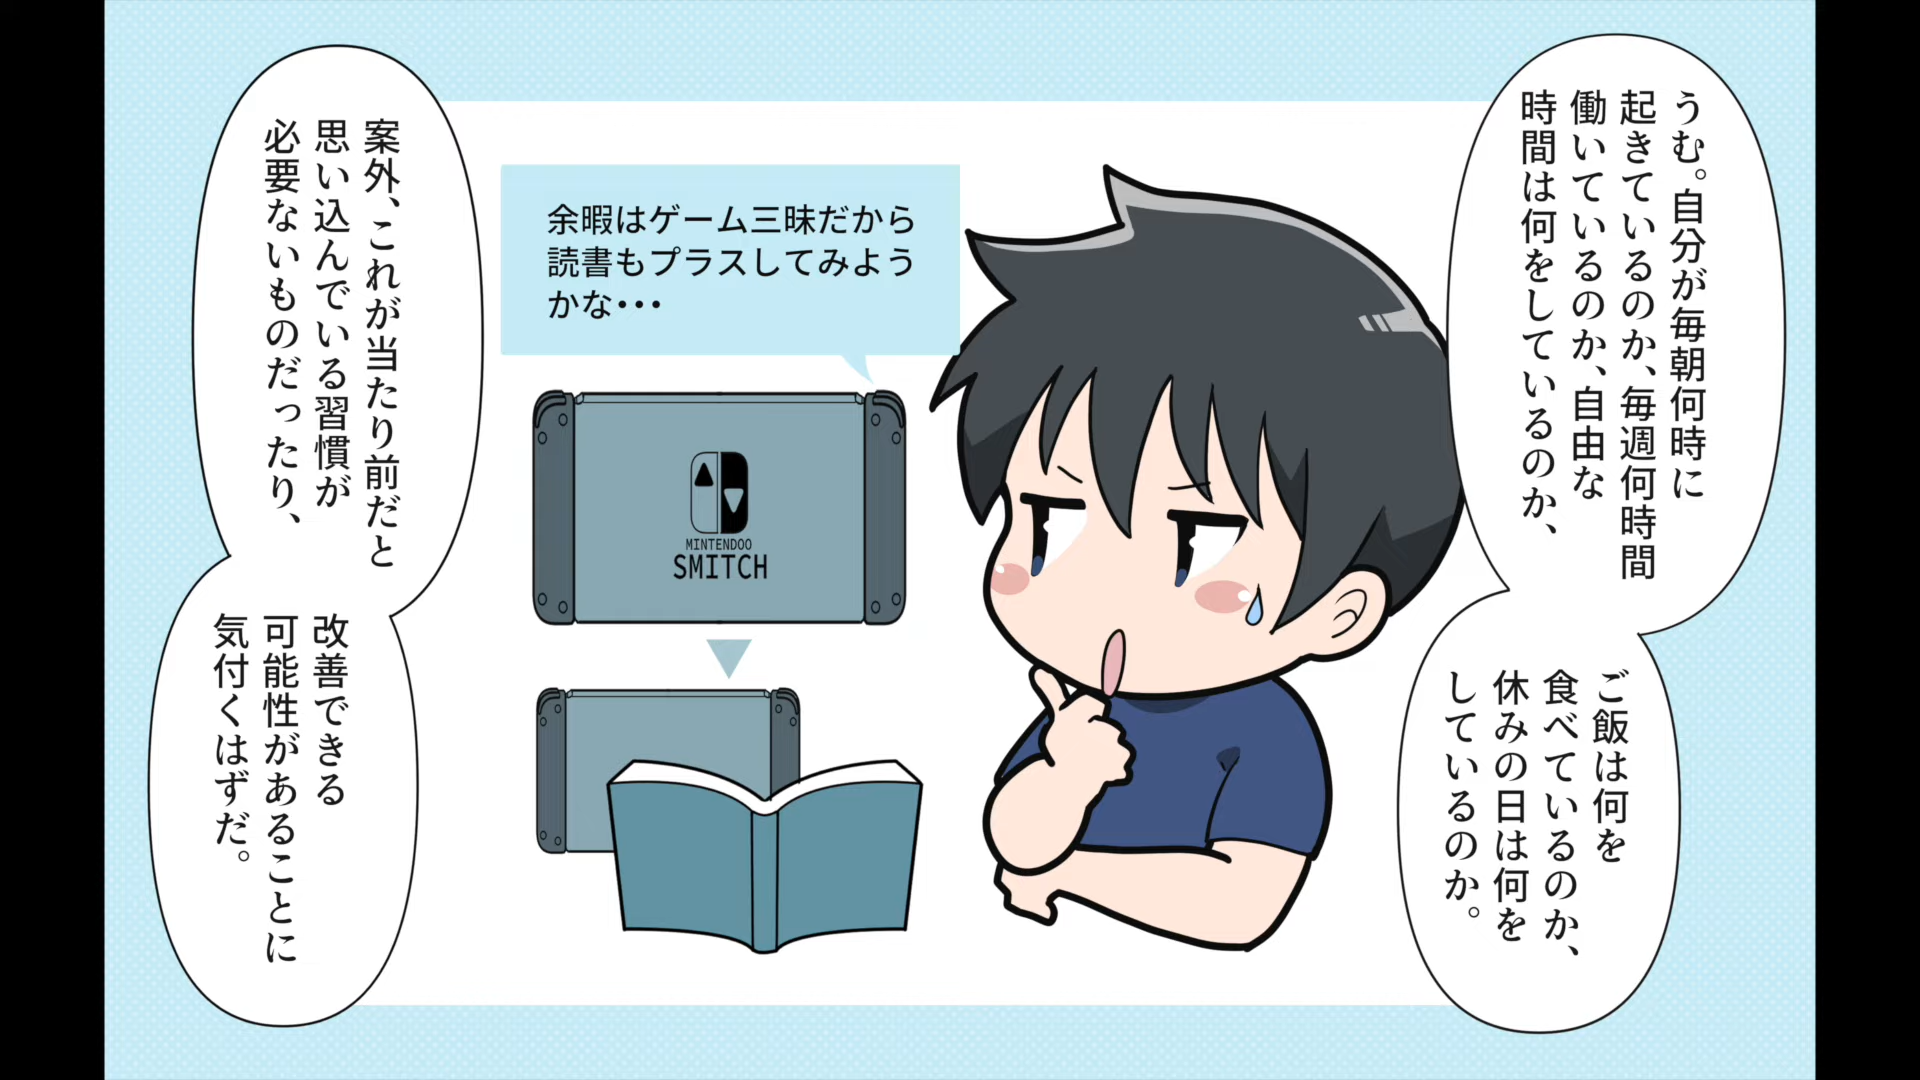 うむ。自分が毎朝何時に
起きているのか、毎週何時間
働いているのか、自由な
時間は何をしているのか、
ご飯は何を
食べているのか、
休みの日は何を
しているのか。
余暇はゲーム三昧だから
読書もプラスしてみよう
かな・・・
MINTENDOO
SMITCH
案外、これが当たり前だと
思い込んでいる習慣が
必要ないものだったり、
改善できる
可能性があることに
気付くはずだ。